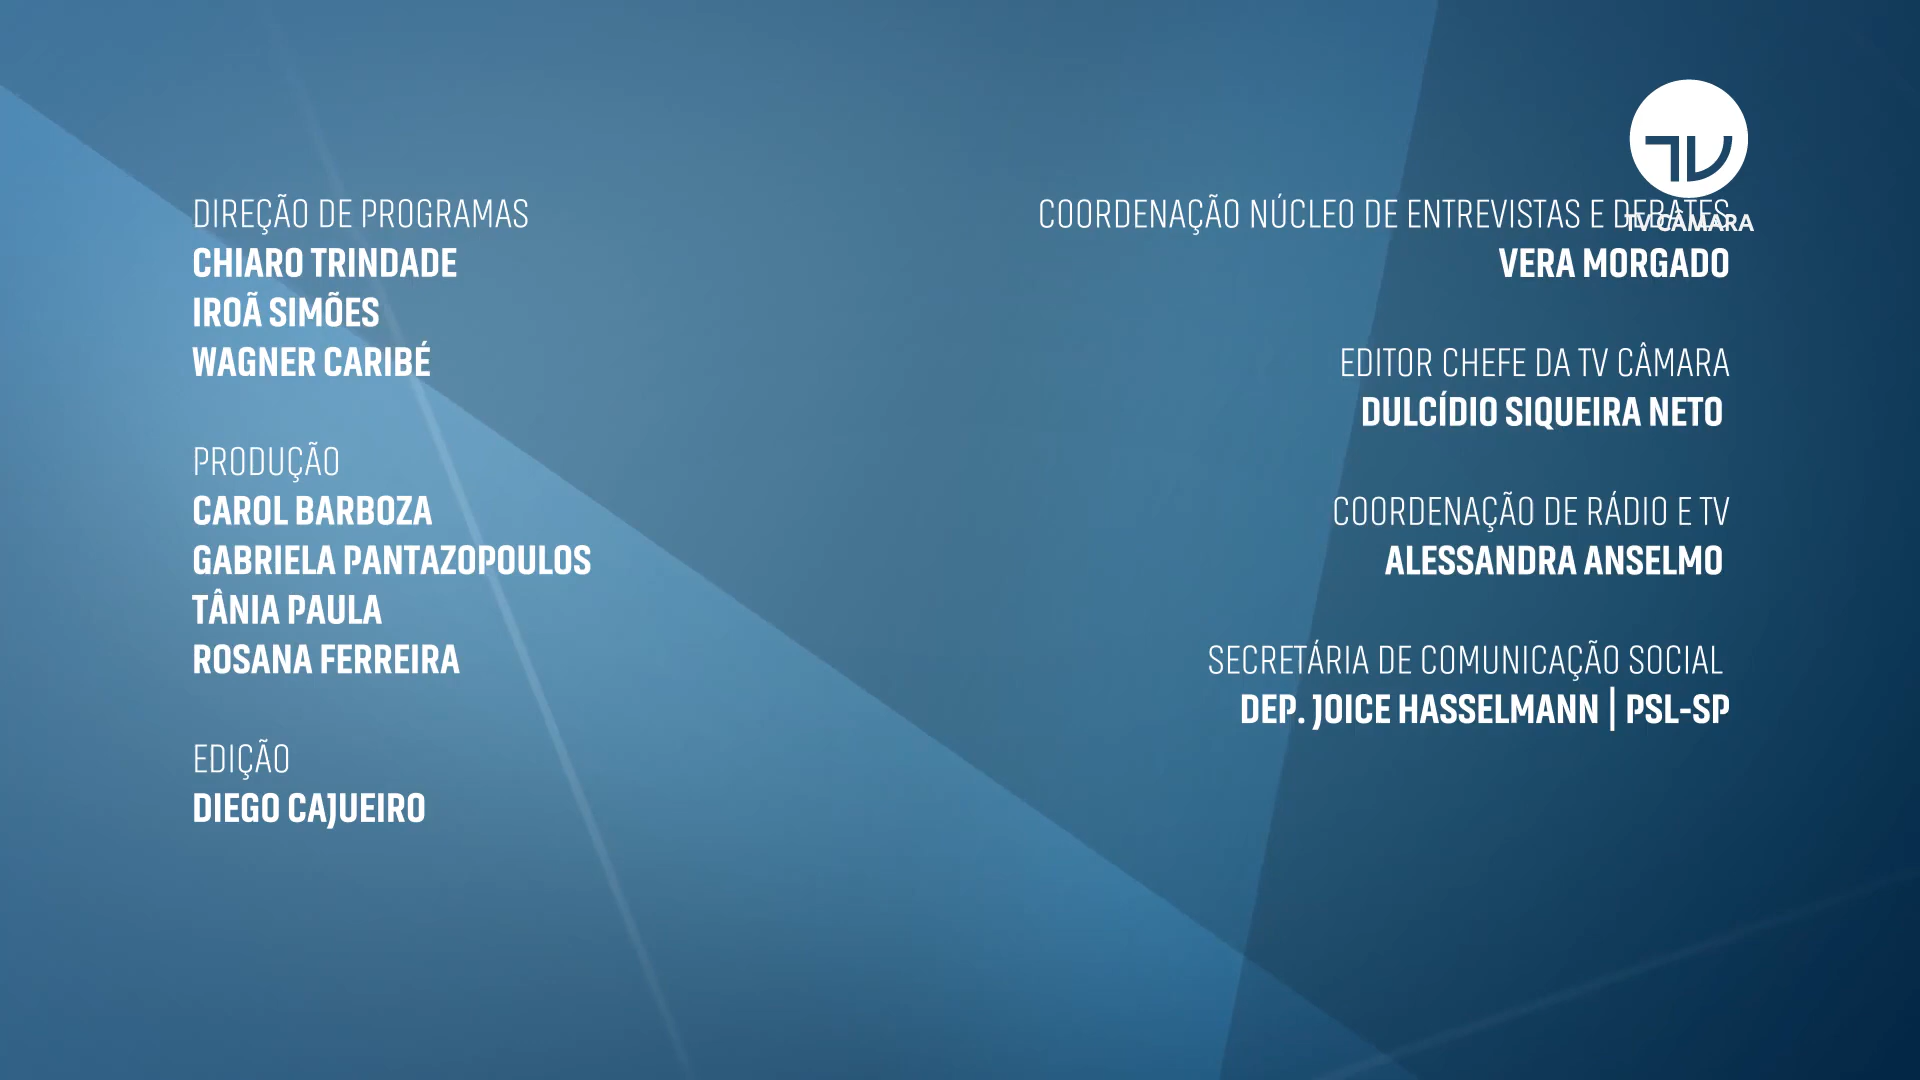 DIREÇÃO DE PROGRAMAS
CHIARO TRINDADE
IROÃ SIMÕES
WAGNER CARIBÉ
PRODUÇÃO
CAROL BARBOZA
GABRIELA PANTAZOPOULOS
TÂNIA PAULA
ROSANA FERREIRA
EDIÇÃO
DIEGO CAJUEIRO
TV
TV CÂMARA
COORDENAÇÃO NÚCLEO DE ENTREVISTAS E DEBATES
VERA MORGADO
EDITOR CHEFE DA TV CÂMARA
DULCÍDIO SIQUEIRA NETO
COORDENAÇÃO DE RÁDIO E TV
ALESSANDRA ANSELMO
SECRETÁRIA DE COMUNICAÇÃO SOCIAL
DEP. JOICE HASSELMANN | PSL-SP